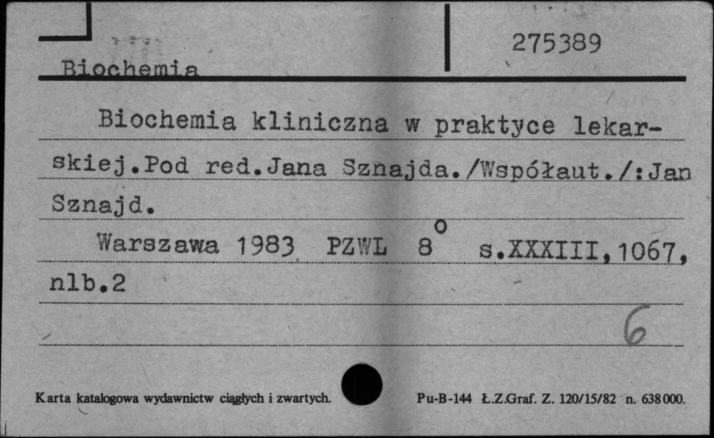 275389
Biochemia
Biochemia kliniczna w praktyce lekar-
skiej.Pod red.Jana Sznajda./Współaut./:Jan
Sznajd.
Warszawa 1983 PZWL 8° s.XXXIII,1067,
nlb.2
6
Karta katalogowa wydawnictw ciągłych i zwartych. Pu-B-144 Ł.Z.Graf. Z. 120/15/82 n. 638000.